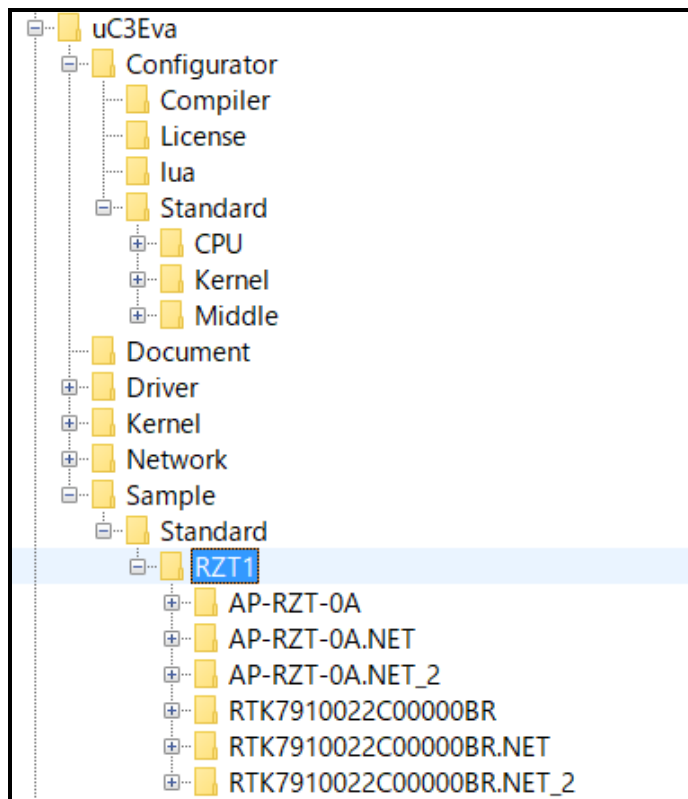 uC3Eva
Configurator
Compiler
License
lua
Standard
CPU
Kernel
Middle
Document
Driver
Kernel
Network
Sample
Standard
RZT1
AP-RZT-0A
AP-RZT-0A.NET
AP-RZT-0A.NET_2
RTK7910022C00000BR
RTK7910022C00000BR.NET
RTK7910022C00000BR.NET_2